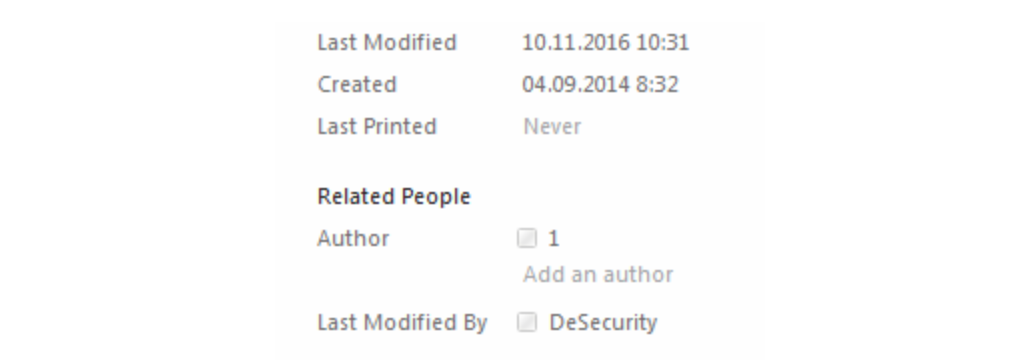 Last Modified 10.11.2016 10:31
Created 04.09.2014 8:32
Last Printed Never
Related People
Author 1
Add an author
Last Modified By DeSecurity